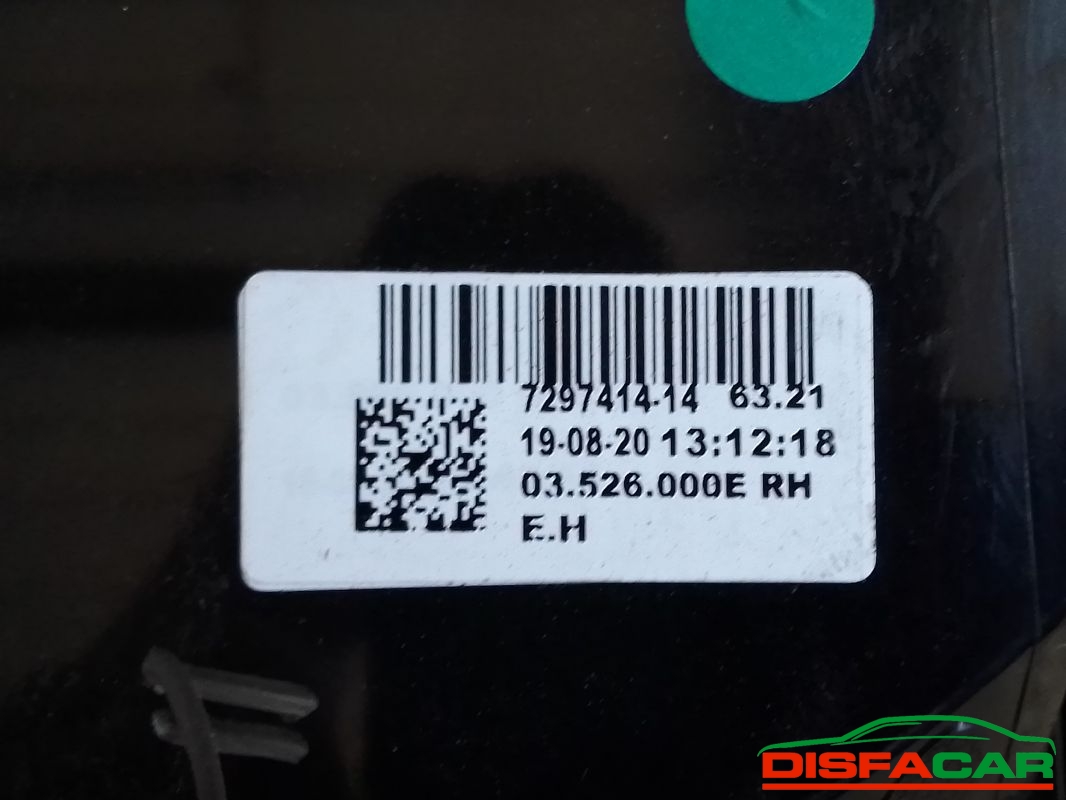 7297414-14 63.21
19-08-20 13:12:18
03.526.000E RH
E.H
DISFACAR